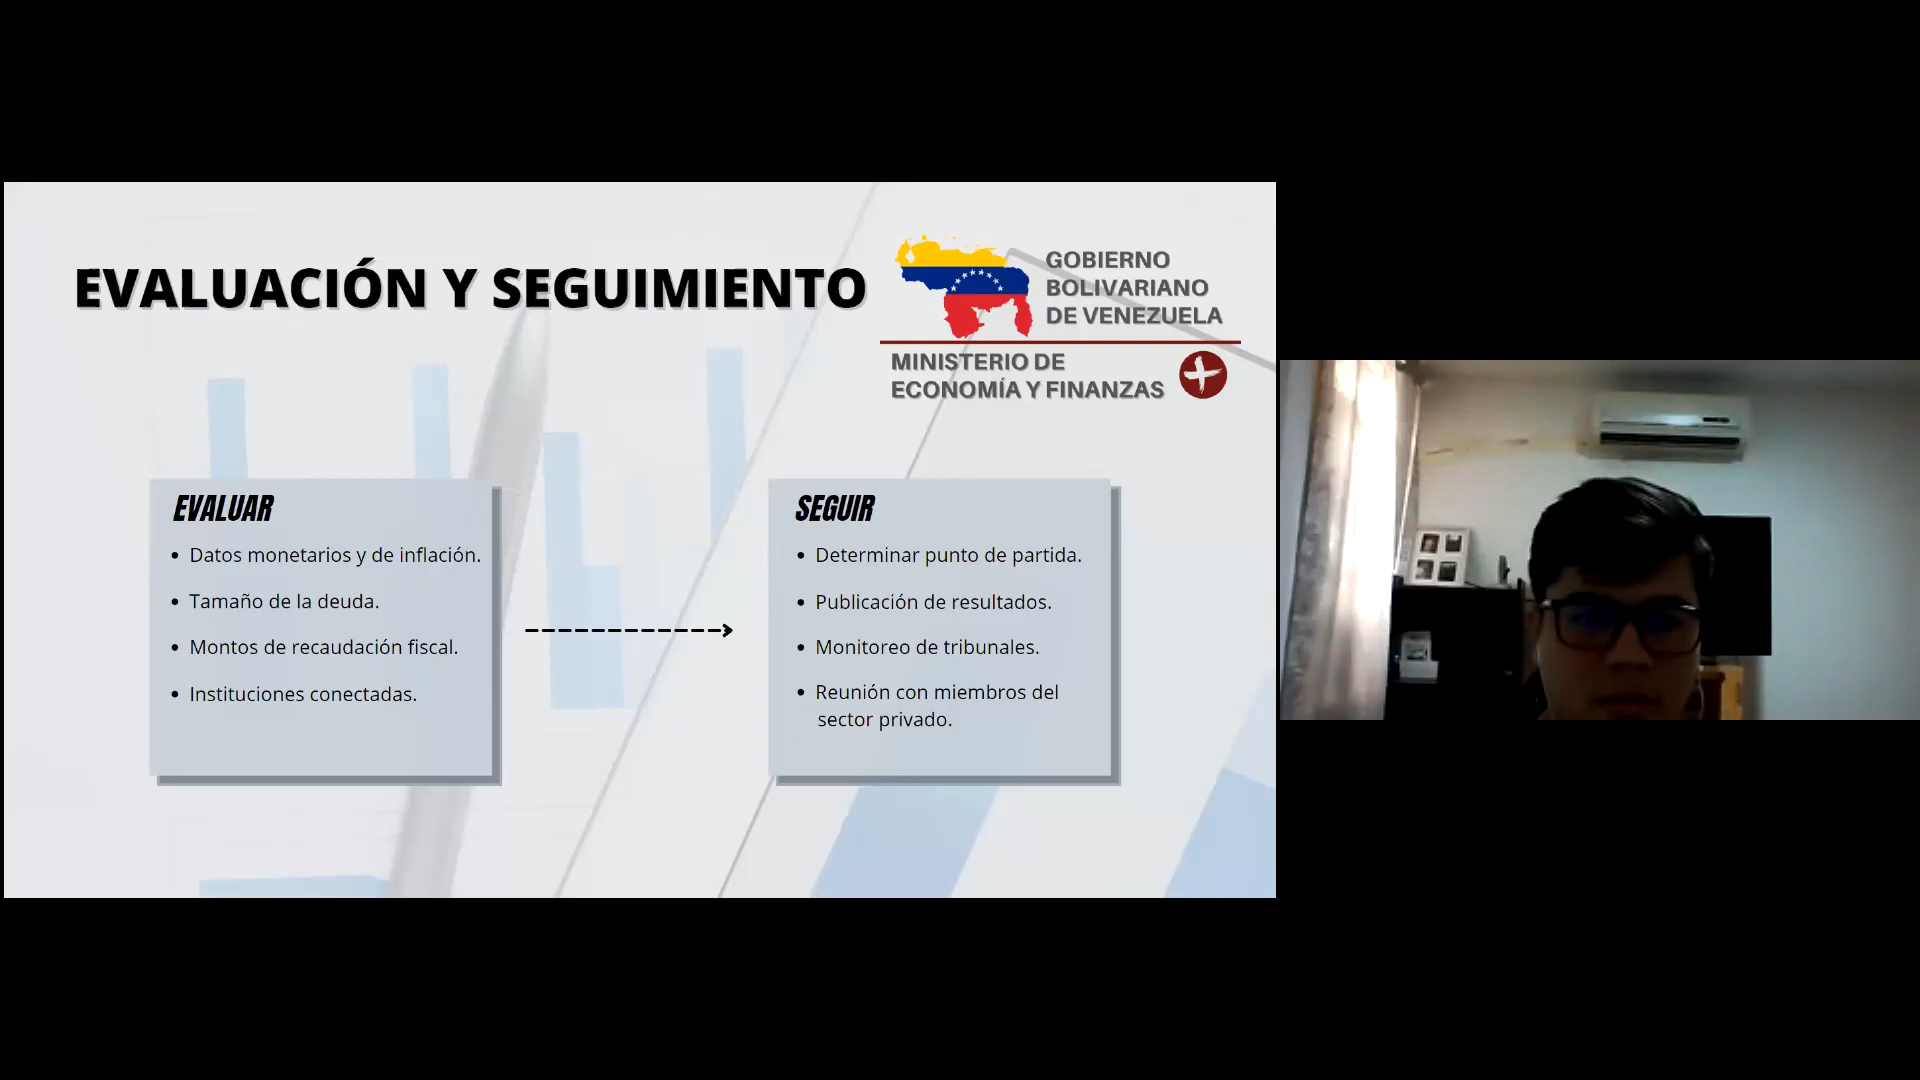 EVALUACIÓN Y SEGUIMIENTO
GOBIERNO
BOLIVARIANO
DE VENEZUELA
MINISTERIO DE
ECONOMÍA Y FINANZAS
EVALUAR
• Datos monetarios y de inflación.
• Tamaño de la deuda.
• Montos de recaudación fiscal.
• Instituciones conectadas.
SEGUIR
• Determinar punto de partida.
• Publicación de resultados.
• Monitoreo de tribunales.
• Reunión con miembros del
sector privado.